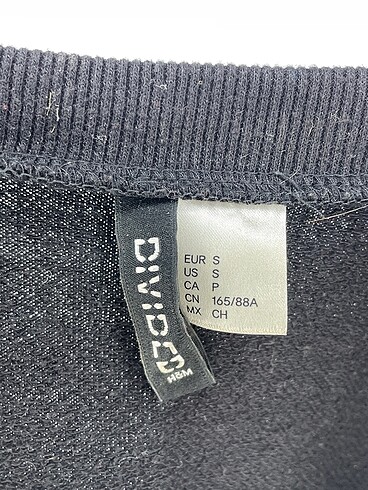 DIVIDED
H&M
EUR S
US S
CA P
CN 165/88A
MX CH